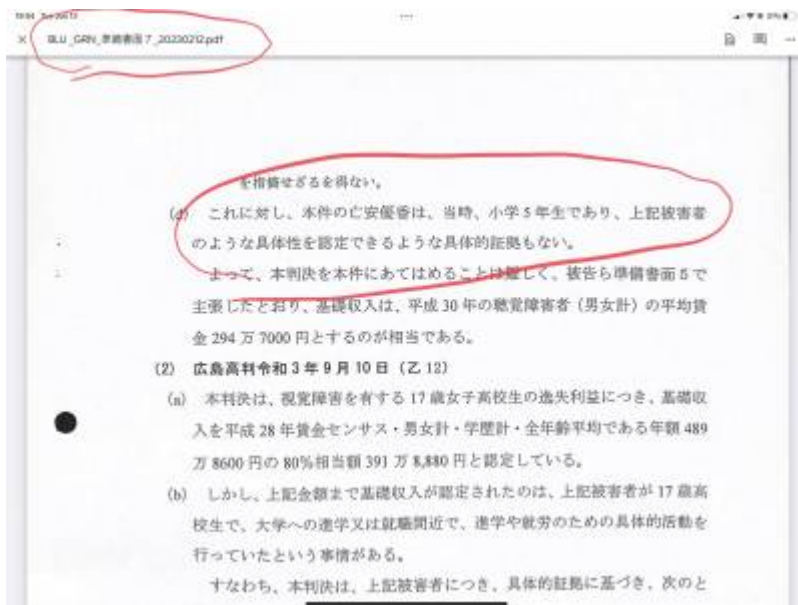 BLU_GRN_準備書面7_20230212.pdf
を指摘せざるを得ない。
(d) これに対し、本件の亡安優香は、当時、小学5年生であり、上記被害者
のような具体性を認定できるような具体的証拠もない。
よって、本判決を本件にあてはめることは難しく、被告ら準備書面5で
主張したとおり、基礎収入は、平成30年の聴覚障害者（男女計）の平均賃
金294万7000円とするのが相当である。
(2) 広島高判令和3年9月10日（乙12）
(a) 本判決は、視覚障害を有する17歳女子高校生の逸失利益につき、基礎収
入を平成28年賃金センサス・男女計・学歴計・全年齢平均である年額489
万8600円の80%相当額391万8,880円と認定している。
(b) しかし、上記金額まで基礎収入が認定されたのは、上記被害者が17歳高
校生で、大学への進学又は就職間近で、進学や就労のための具体的活動を
行っていたという事情がある。
すなわち、本判決は、上記被害者につき、具体的証拠に基づき、次のと